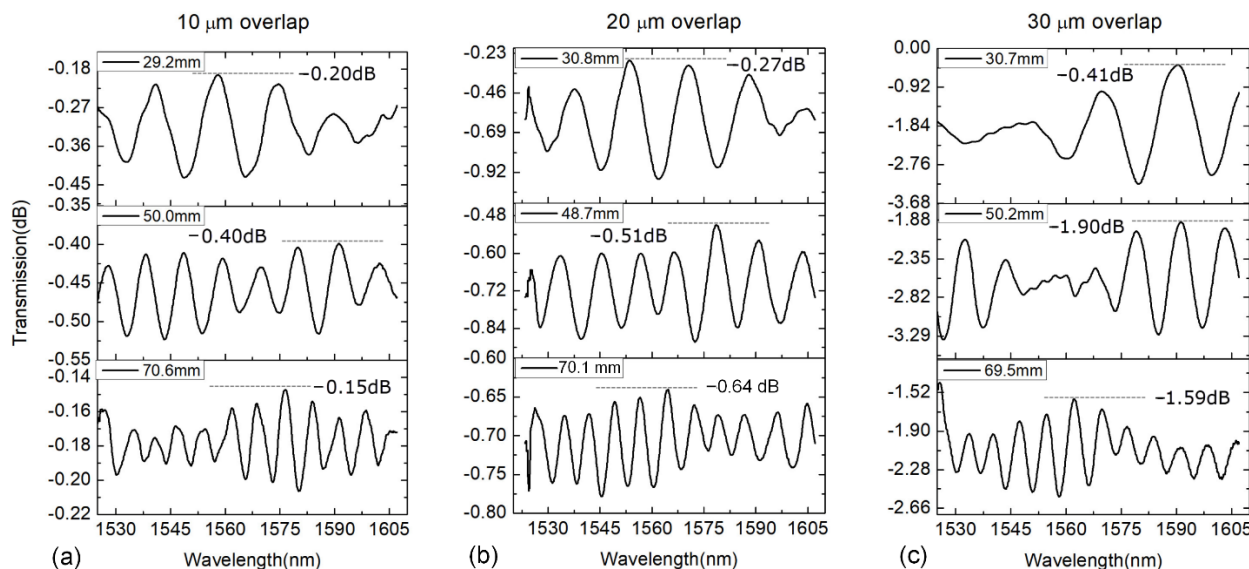 10 μm overlap
20 μm overlap
30 μm overlap
Transmission(dB)
29.2mm
−0.20dB
-0.18
-0.27
-0.36
-0.45
50.0mm
−0.40dB
-0.35
-0.40
-0.45
-0.50
-0.55
70.6mm
−0.15dB
-0.12
-0.14
-0.16
-0.18
-0.20
-0.22
1530 1545 1560 1575 1590 1605
(a)
Wavelength(nm)
30.8mm
−0.27dB
-0.23
-0.46
-0.69
-0.92
48.7mm
−0.51dB
-0.48
-0.60
-0.72
-0.84
70.1 mm
−0.64 dB
-0.60
-0.65
-0.70
-0.75
-0.80
1530 1545 1560 1575 1590 1605
(b)
Wavelength(nm)
30.7mm
−0.41dB
0.00
-0.92
-1.84
-2.76
-3.68
50.2mm
−1.90dB
-1.88
-2.35
-2.82
-3.29
69.5mm
−1.59dB
-1.52
-1.90
-2.28
-2.66
1530 1545 1560 1575 1590 1605
(c)
Wavelength(nm)